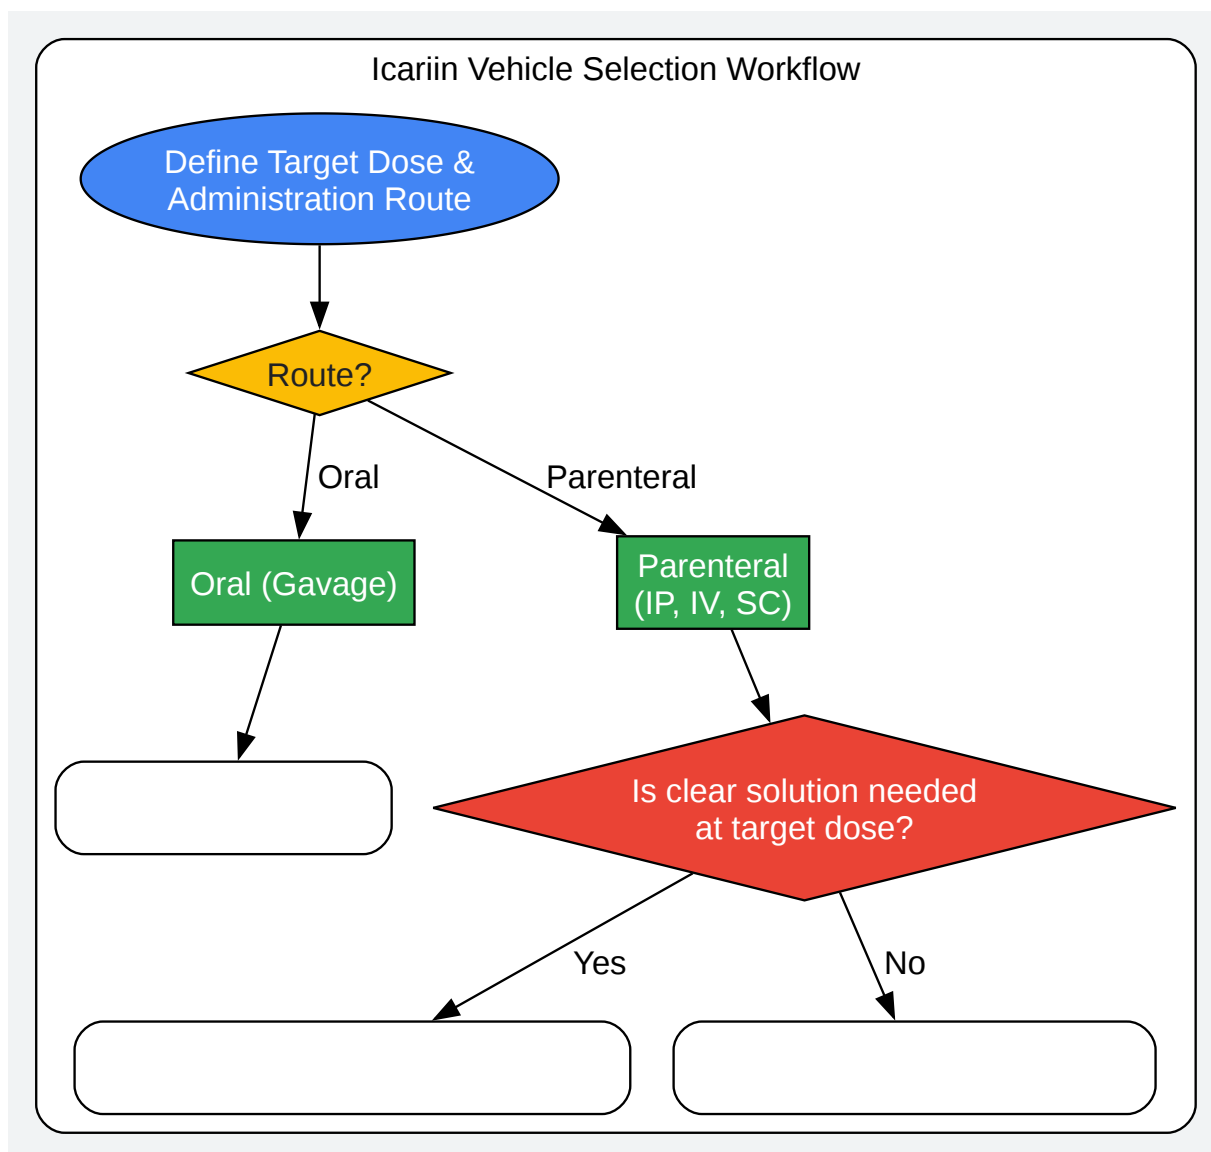 Icariin Vehicle Selection Workflow
Define Target Dose &
Administration Route
Route?
Oral
Parenteral
Oral (Gavage)
Parenteral
(IP, IV, SC)
Is clear solution needed
at target dose?
Yes
No